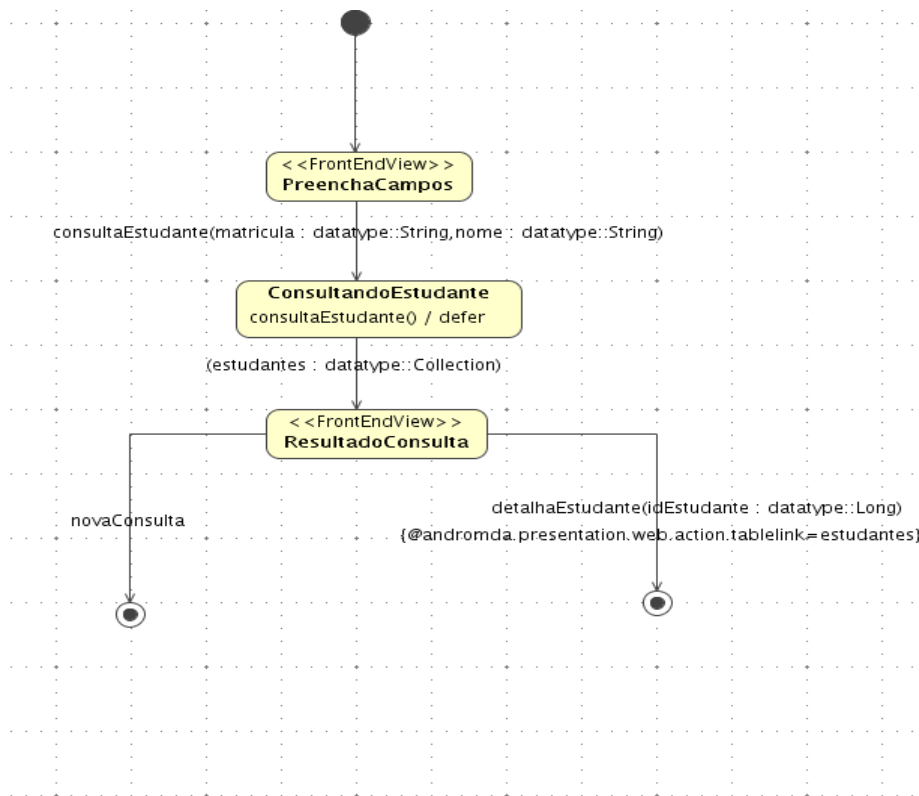 <<FrontEndView>>
PreenchaCampos
consultaEstudante(matricula : datatype::String,nome : datatype::String)
ConsultandoEstudante
consultaEstudante() / defer
(estudantes : datatype::Collection)
<<FrontEndView>>
ResultadoConsulta
novaConsulta
detalhaEstudante(idEstudante : datatype::Long)
{@andromda.presentation.web.action.tablelink=estudantes}